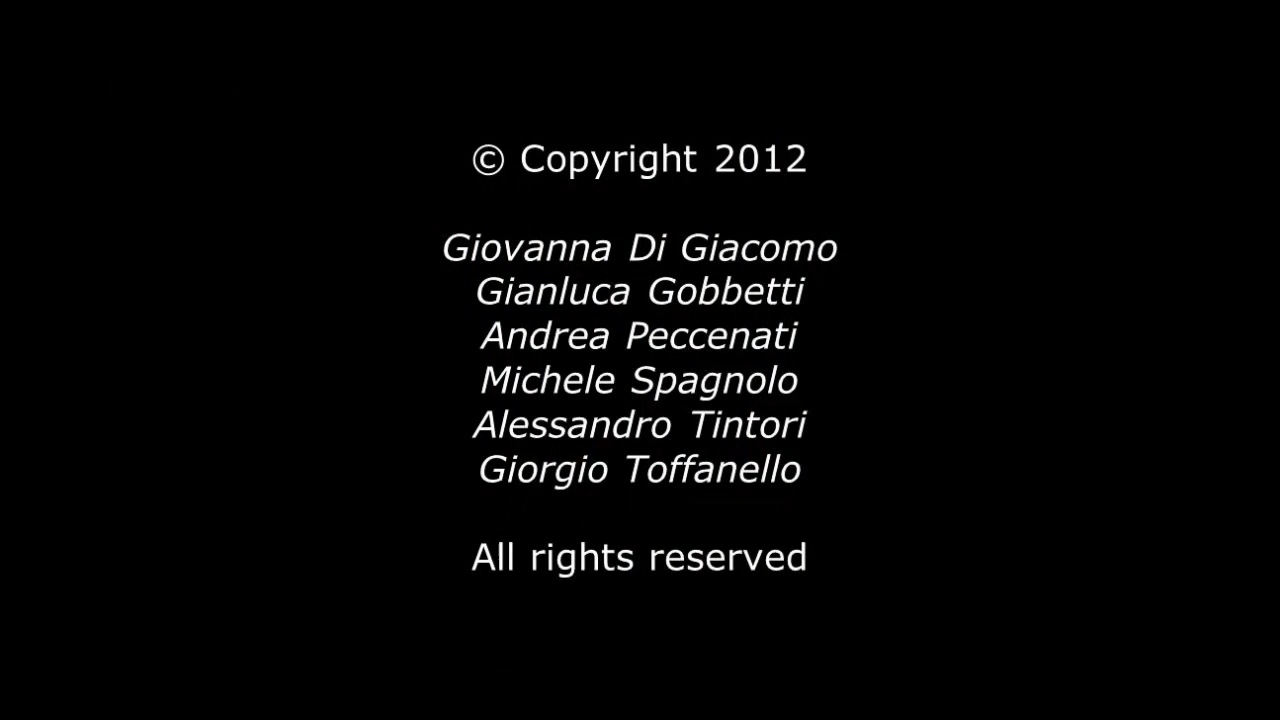 © Copyright 2012
Giovanna Di Giacomo
Gianluca Gobbetti
Andrea Peccenati
Michele Spagnolo
Alessandro Tintori
Giorgio Toffanello
All rights reserved